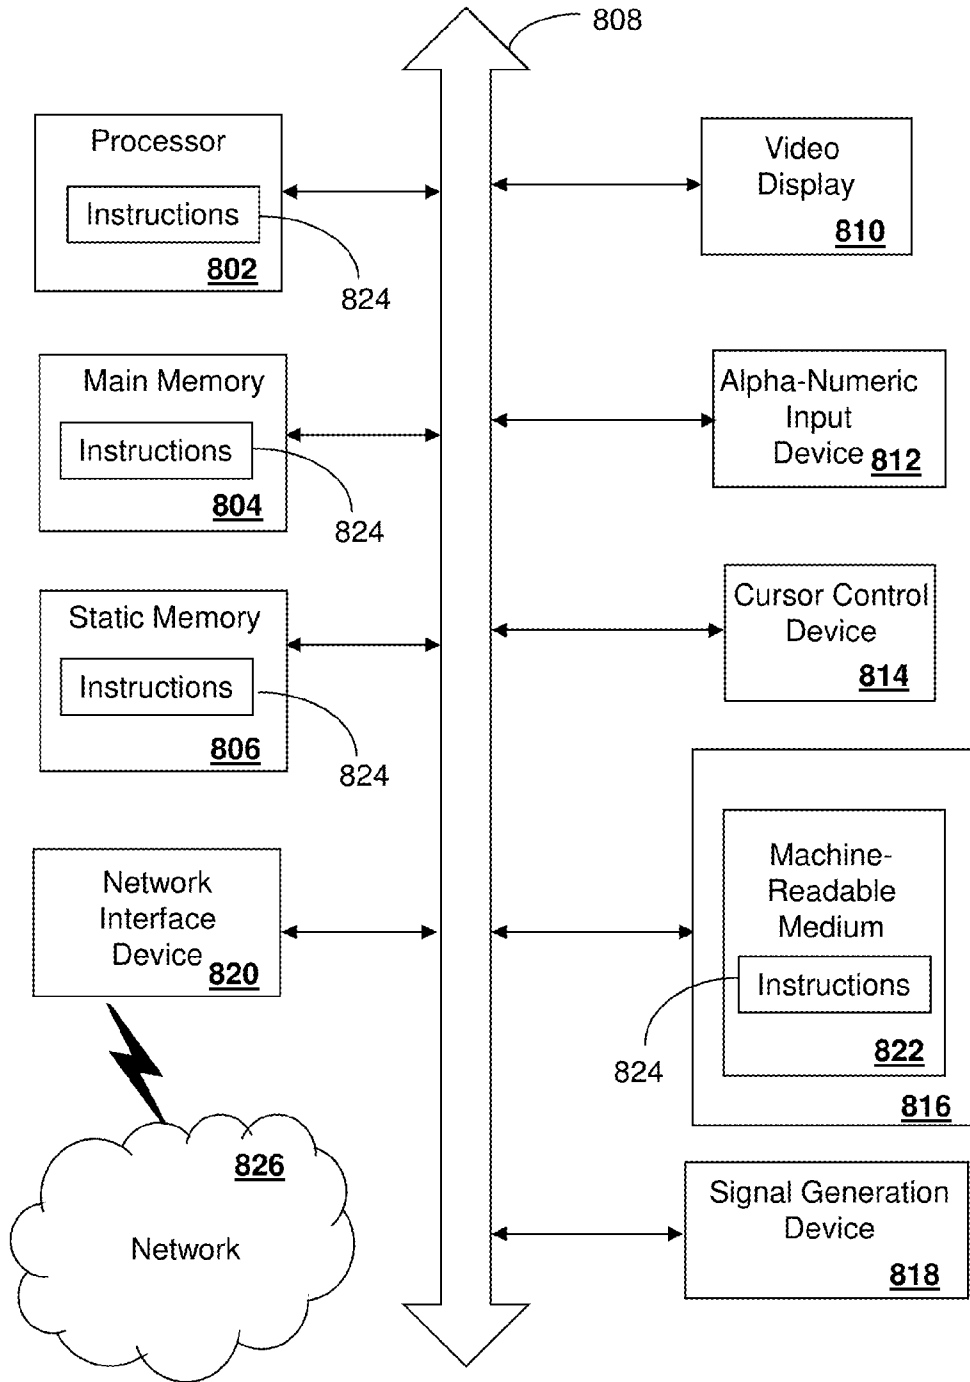 808
Processor
Instructions
802
824
Main Memory
Instructions
804
824
Static Memory
Instructions
806
824
Network
Interface
Device
820
826
Network
Video
Display
810
Alpha-Numeric
Input
Device
812
Cursor Control
Device
814
Machine-
Readable
Medium
Instructions
822
824
816
Signal Generation
Device
818